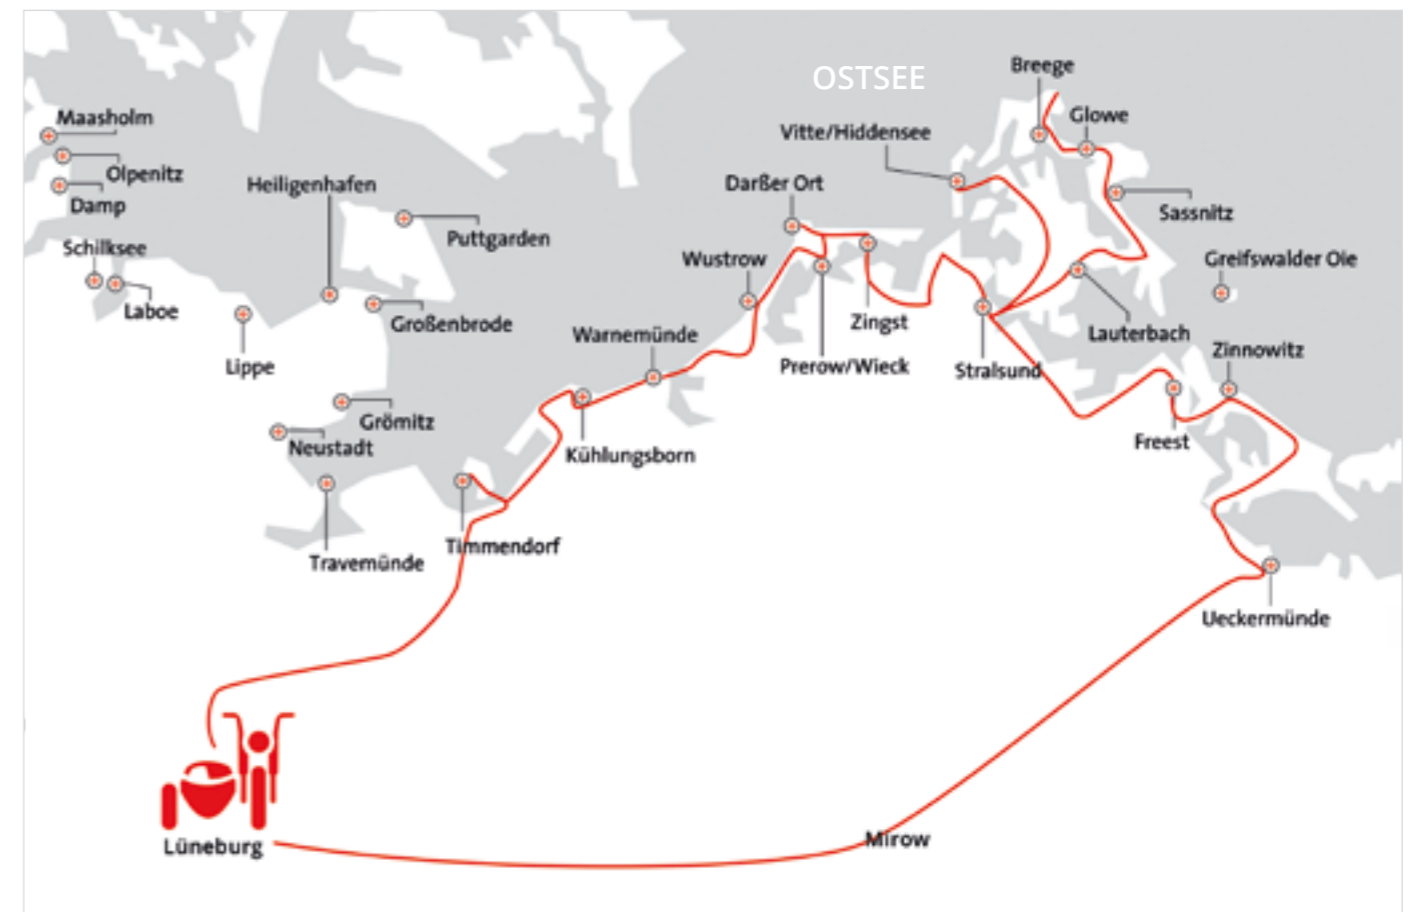 Breege
OSTSEE
Glowe
Maasholm
Vitte/Hiddensee
Olpenitz
Heiligenhafen
Darßer Ort
Damp
Sassnitz
Puttgarden
Schilksee
Wustrow
Greifswalder Oie
Laboe
Großenbrode
Zingst
Warnemünde
Lauterbach
Zinnowitz
Lippe
Prerow/Wieck
Stralsund
Grömitz
Freest
Neustadt
Kühlungsborn
Timmendorf
Travemünde
Ueckermünde
Mirow
Lüneburg